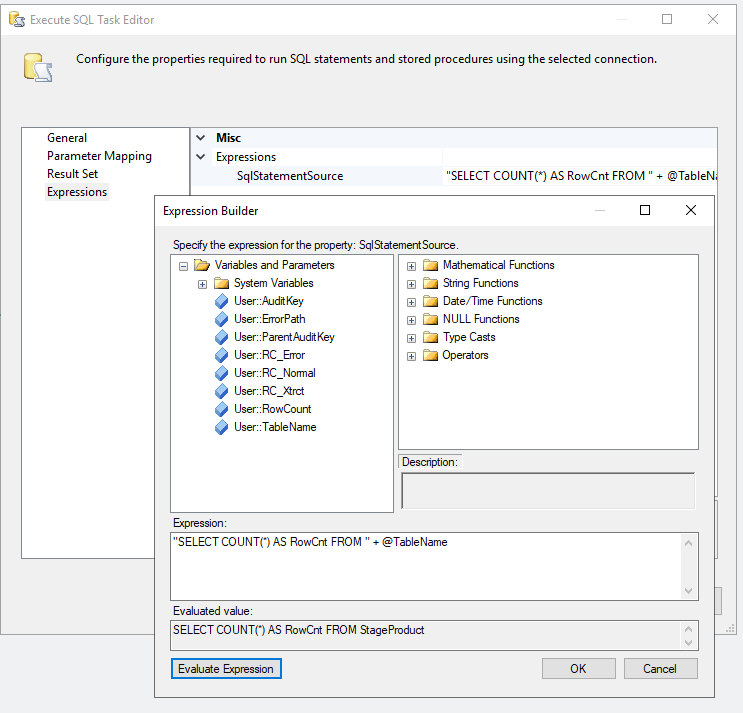 Execute SQL Task Editor
Configure the properties required to run SQL statements and stored procedures using the selected connection.
General
Parameter Mapping
Result Set
Expressions
Misc
Expressions
SqlStatementSource
"SELECT COUNT(*) AS RowCnt FROM " + @TableNa
Expression Builder
Specify the expression for the property: SqlStatementSource.
Variables and Parameters
System Variables
User::AuditKey
User::ErrorPath
User::ParentAuditKey
User::RC_Error
User::RC_Normal
User::RC_Xtrct
User::RowCount
User::TableName
Mathematical Functions
String Functions
Date/Time Functions
NULL Functions
Type Casts
Operators
Description:
Expression:
"SELECT COUNT(*) AS RowCnt FROM " + @TableName
Evaluated value:
SELECT COUNT(*) AS RowCnt FROM StageProduct
Evaluate Expression
OK
Cancel